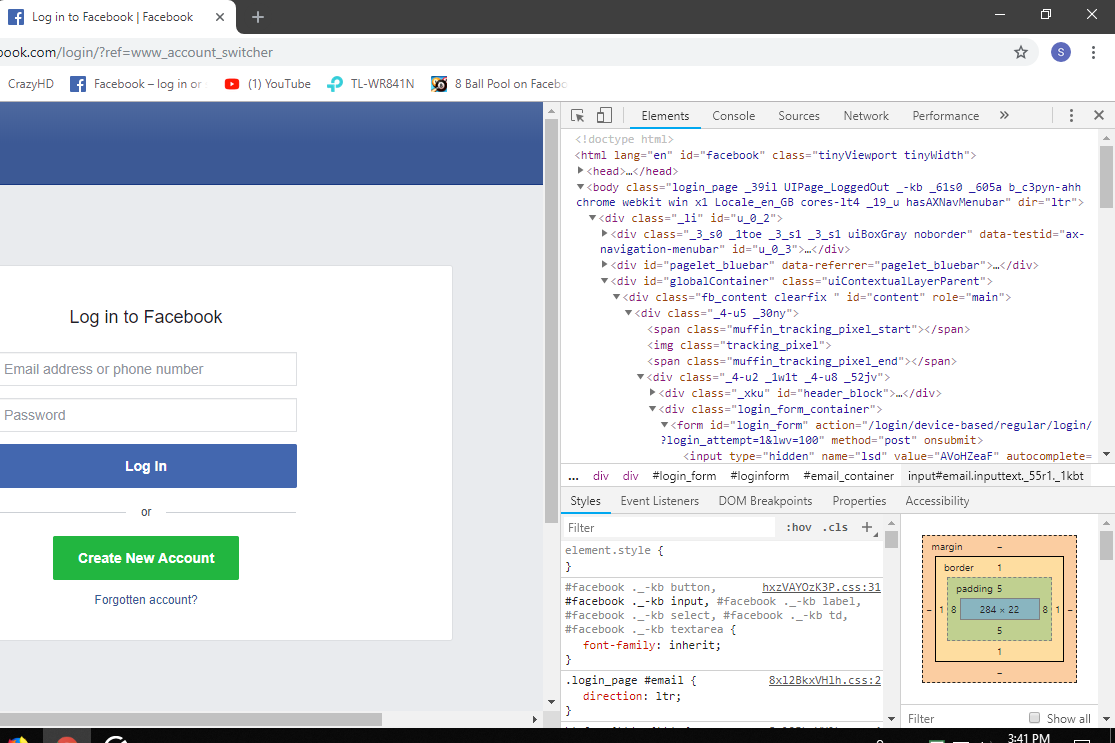 Log in to Facebook | Facebook
ook.com/login/?ref=www_account_switcher
S
CrazyHD
Facebook – log in or
(1) YouTube
TL-WR841N
8 Ball Pool on Facebo
Log in to Facebook
Email address or phone number
Password
Log In
or
Create New Account
Forgotten account?
Elements Console Sources Network Performance »
<!doctype html>
<html lang="en" id="facebook" class="tinyViewport tinyWidth">
<head>…</head>
<body class="login_page _39il UIPage_LoggedOut _-kb _61s0 _605a b_c3pyn-ahh
chrome webkit win x1 Locale_en_GB cores-lt4 _19_u hasAXNavMenubar" dir="ltr">
<div class="_li" id="u_0_2">
<div class="_3_s0 _1toe _3_s1 _3_s1 uiBoxGray noborder" data-testid="ax-
navigation-menubar" id="u_0_3">…</div>
<div id="pagelet_bluebar" data-referrer="pagelet_bluebar">…</div>
<div id="globalContainer" class="uiContextualLayerParent">
<div class="fb_content clearfix " id="content" role="main">
<div class="_4-u5 _30ny">
<span class="muffin_tracking_pixel_start"></span>
<img class="tracking_pixel">
<span class="muffin_tracking_pixel_end"></span>
<div class="_4-u2 _1w1t _4-u8 _52jv">
<div class="_xku" id="header_block">…</div>
<div class="login_form_container">
<form id="login_form" action="/login/device-based/regular/login/
?login_attempt=1&lwv=100" method="post" onsubmit>
<input type="hidden" name="lsd" value="AVoHZeaF" autocomplete=
... div div #login_form #loginform #email_container input#email.inputtext._55r1._1kbt
Styles Event Listeners DOM Breakpoints Properties Accessibility
Filter :hov .cls +
element.style {
}
#facebook ._-kb button, hxzVAYOzK3P.css:31
#facebook ._-kb input, #facebook ._-kb label,
#facebook ._-kb select, #facebook ._-kb td,
#facebook ._-kb textarea {
font-family: inherit;
}
.login_page #email { 8xl2BkxVHlh.css:2
direction: ltr;
}
margin –
border 1
padding 5
– 1 8 284 × 22 8 1 –
5
1
–
Filter Show all
3:41 PM